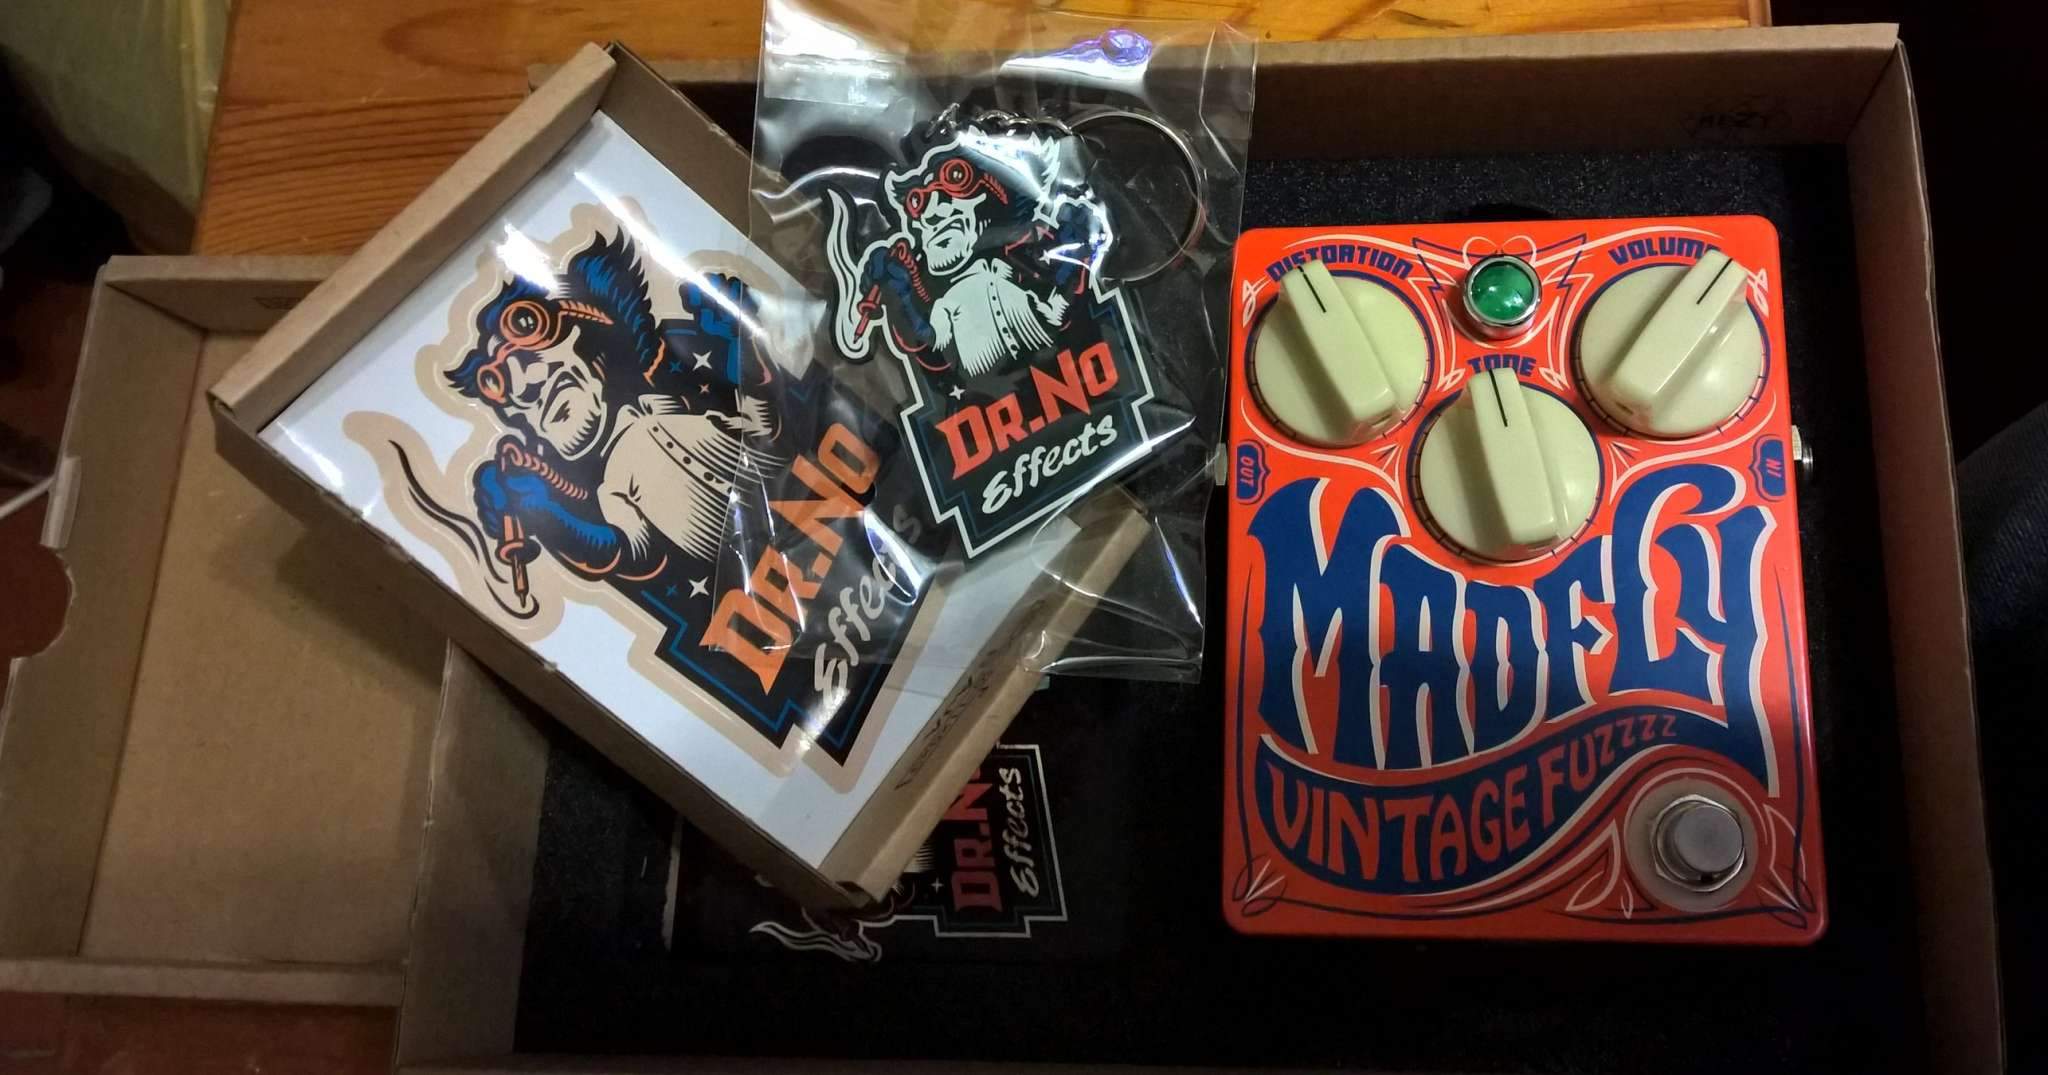 DR.NO
Effects
DR.NO
Effects
DR.NO
Effects
DISTORTION
VOLUME
TONE
OUT
IN
MADFLY
VINTAGE FUZZZZ